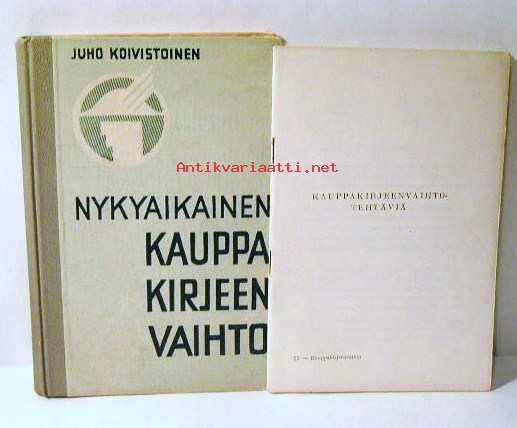 JUHO KOIVISTOINEN
NYKYAIKAINEN
KAUPPA
KIRJEEN
VAIHTO
Antikvariaatti.net
KAUPPAKIRJEENVAIHTO-
TEHTÄVIÄ